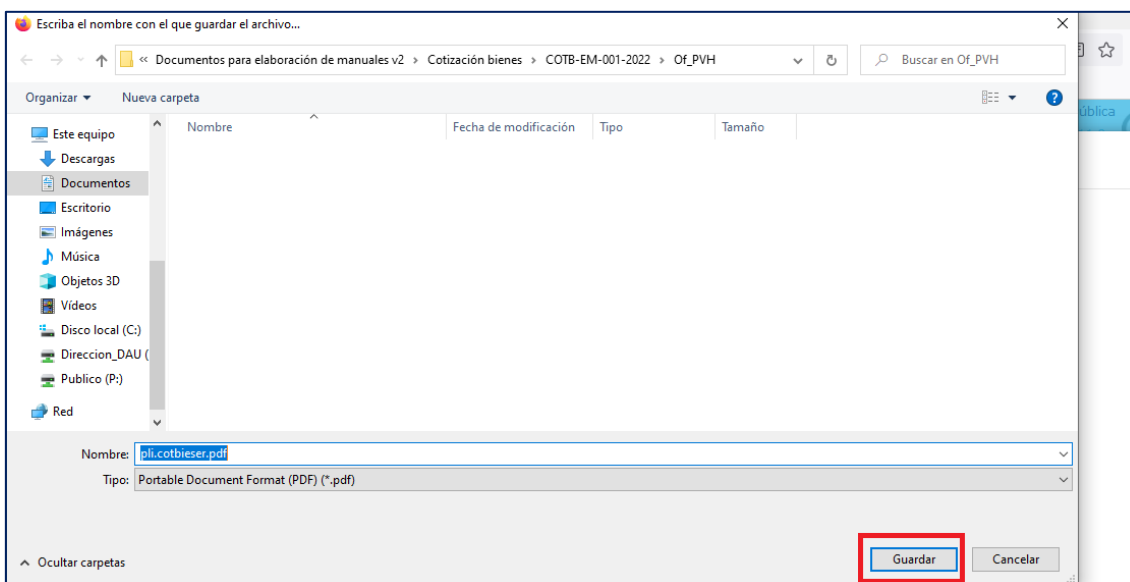 Escriba el nombre con el que guardar el archivo...
« Documentos para elaboración de manuales v2 › Cotización bienes › COTB-EM-001-2022 › Of_PVH
Buscar en Of_PVH
Organizar
Nueva carpeta
ública
Este equipo
Descargas
Documentos
Escritorio
Imágenes
Música
Objetos 3D
Vídeos
Disco local (C:)
Direccion_DAU (
Publico (P:)
Red
Nombre
Fecha de modificación
Tipo
Tamaño
Nombre: pli.cotbieser.pdf
Tipo: Portable Document Format (PDF) (*.pdf)
Ocultar carpetas
Guardar
Cancelar